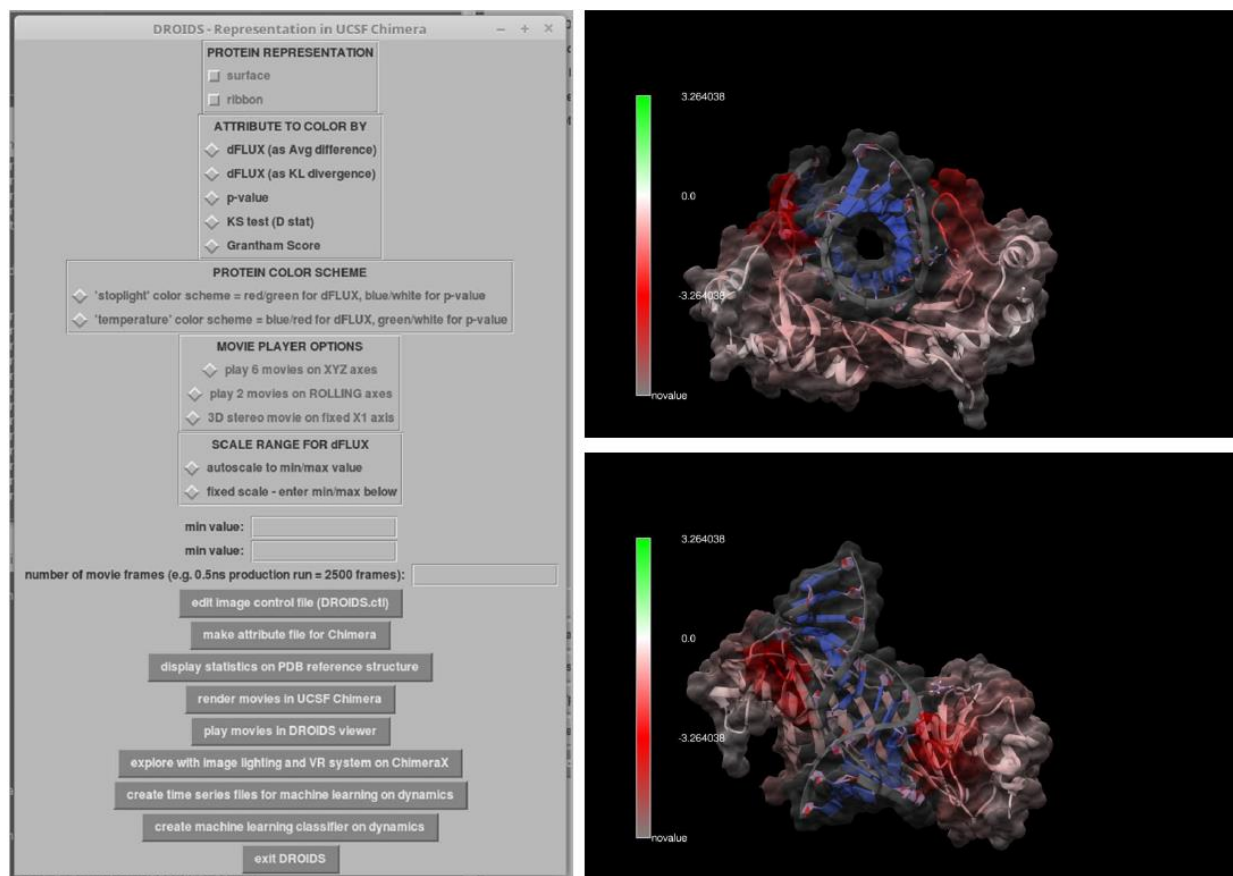 DROIDS - Representation in UCSF Chimera
PROTEIN REPRESENTATION
surface
ribbon
ATTRIBUTE TO COLOR BY
dFLUX (as Avg difference)
dFLUX (as KL divergence)
p-value
KS test (D stat)
Grantham Score
PROTEIN COLOR SCHEME
'stoplight' color scheme = red/green for dFLUX, blue/white for p-value
'temperature' color scheme = blue/red for dFLUX, green/white for p-value
MOVIE PLAYER OPTIONS
play 6 movies on XYZ axes
play 2 movies on ROLLING axes
3D stereo movie on fixed X1 axis
SCALE RANGE FOR dFLUX
autoscale to min/max value
fixed scale - enter min/max below
min value:
min value:
number of movie frames (e.g. 0.5ns production run = 2500 frames):
edit image control file (DROIDS.ctl)
make attribute file for Chimera
display statistics on PDB reference structure
render movies in UCSF Chimera
play movies in DROIDS viewer
explore with image lighting and VR system on ChimeraX
create time series files for machine learning on dynamics
create machine learning classifier on dynamics
exit DROIDS
3.264038
0.0
-3.264038
novalue
3.264038
0.0
-3.264038
novalue